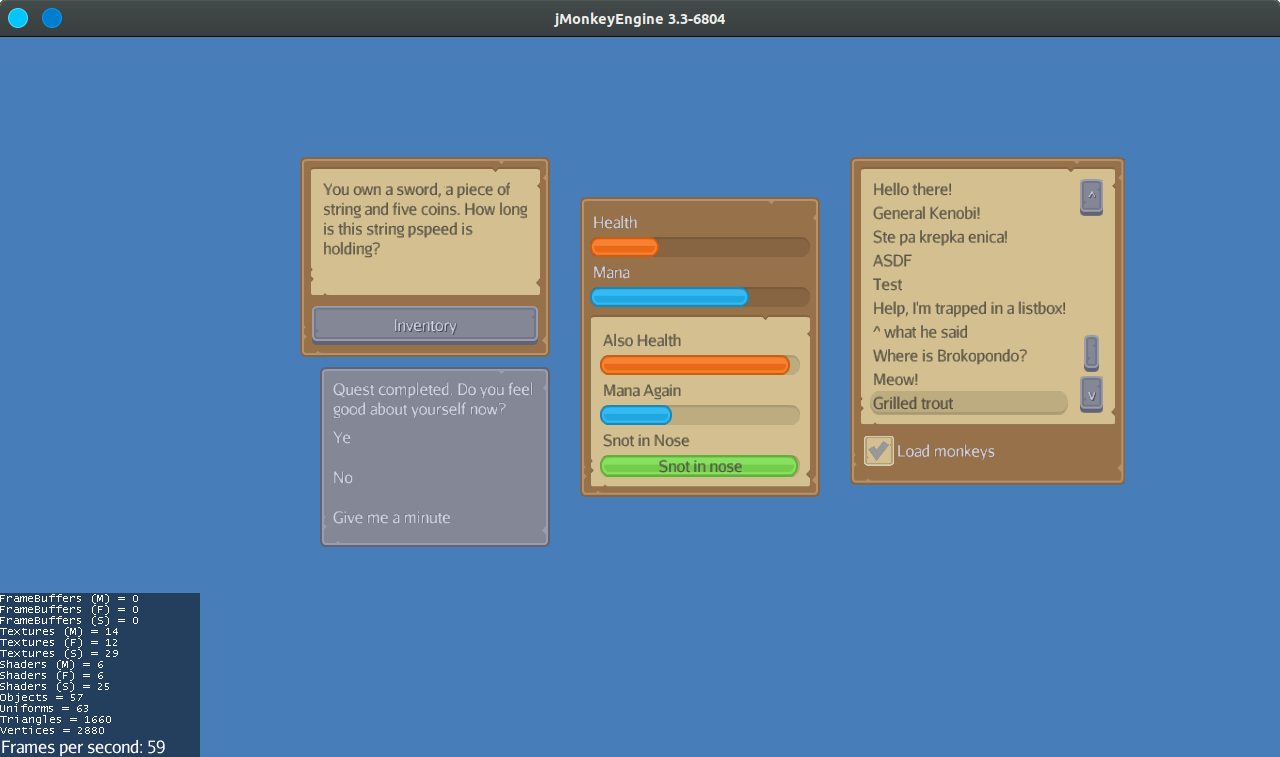 jMonkeyEngine 3.3-6804
You own a sword, a piece of
string and five coins. How long
is this string pspeed is
holding?
Inventory
Quest completed. Do you feel
good about yourself now?
Ye
No
Give me a minute
Health
Mana
Also Health
Mana Again
Snot in Nose
Snot in nose
Hello there!
General Kenobi!
Ste pa krepka enica!
ASDF
Test
Help, I'm trapped in a listbox!
^ what he said
Where is Brokopondo?
Meow!
Grilled trout
^
v
Load monkeys
FrameBuffers (M) = 0
FrameBuffers (F) = 0
FrameBuffers (S) = 0
Textures (M) = 14
Textures (F) = 12
Textures (S) = 29
Shaders (M) = 6
Shaders (F) = 6
Shaders (S) = 25
Objects = 57
Uniforms = 63
Triangles = 1660
Vertices = 2880
Frames per second: 59